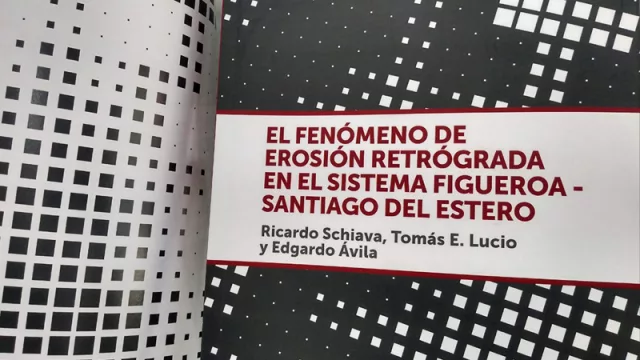 EL FENÓMENO DE
EROSIÓN RETRÓGRADA
EN EL SISTEMA FIGUEROA -
SANTIAGO DEL ESTERO
Ricardo Schiava, Tomás E. Lucio
y Edgardo Ávila